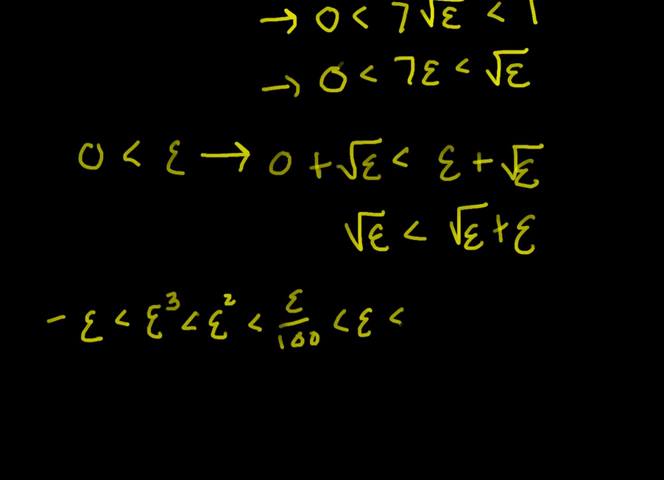 → 0 < 7√ε < 1
→ 0 < 7ε < √ε
0 < ε → 0 + √ε < ε + √ε
√ε < √ε + ε
- ε < ε³ < ε² < ε/100 < ε <